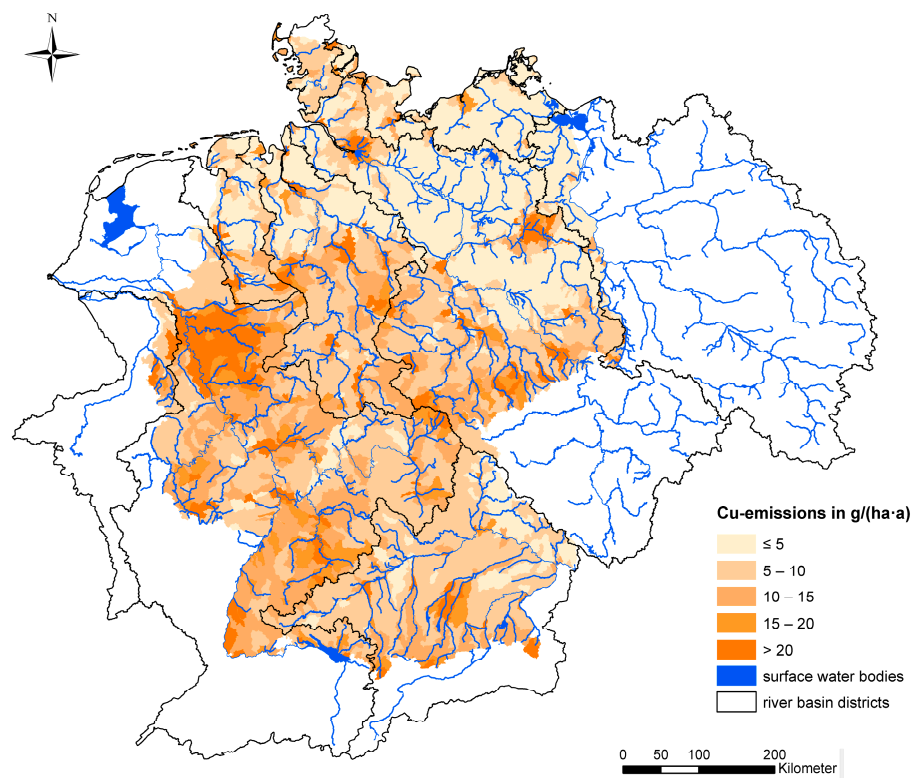 N
Cu-emissions in g/(ha·a)
≤ 5
5 – 10
10 – 15
15 – 20
> 20
surface water bodies
river basin districts
0 50 100 200
Kilometer